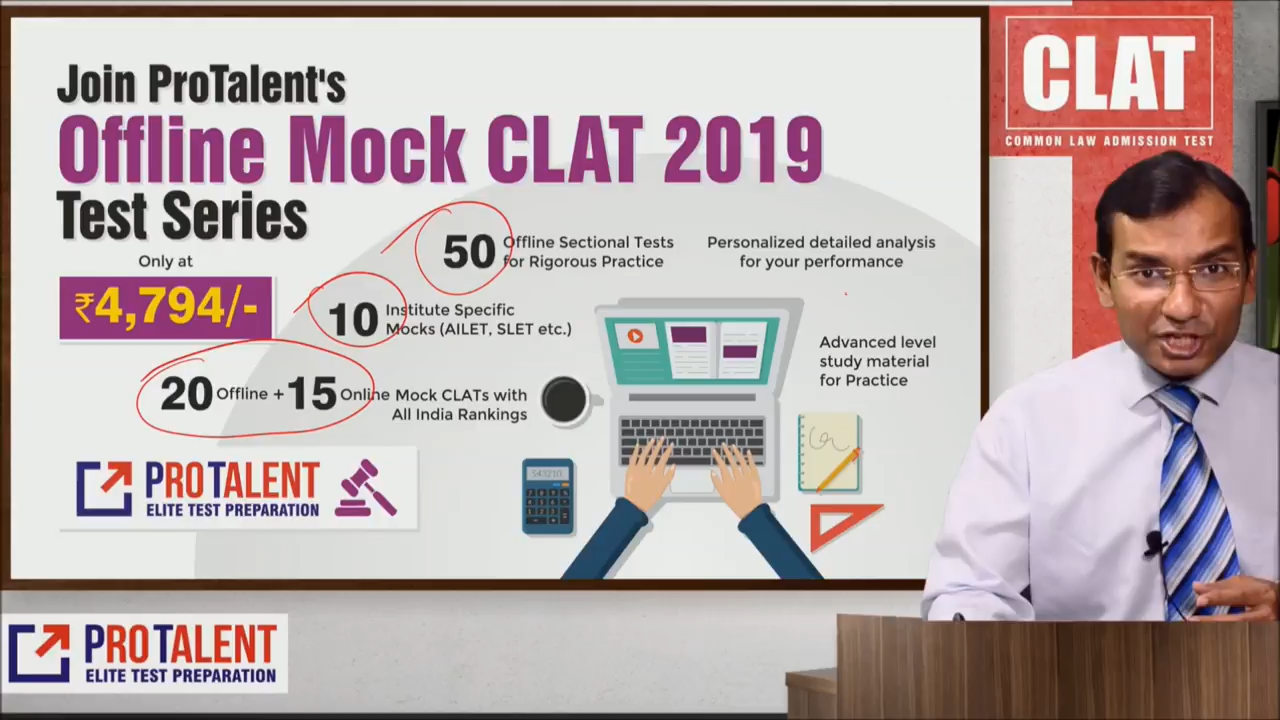 Join ProTalent's
Offline Mock CLAT 2019
Test Series
Only at
₹4,794/-
50 Offline Sectional Tests
for Rigorous Practice
Personalized detailed analysis
for your performance
10 Institute Specific
Mocks (AILET, SLET etc.)
20 Offline + 15 Online Mock CLATs with
All India Rankings
Advanced level
study material
for Practice
PROTALENT
ELITE TEST PREPARATION
CLAT
COMMON LAW ADMISSION TEST
PROTALENT
ELITE TEST PREPARATION